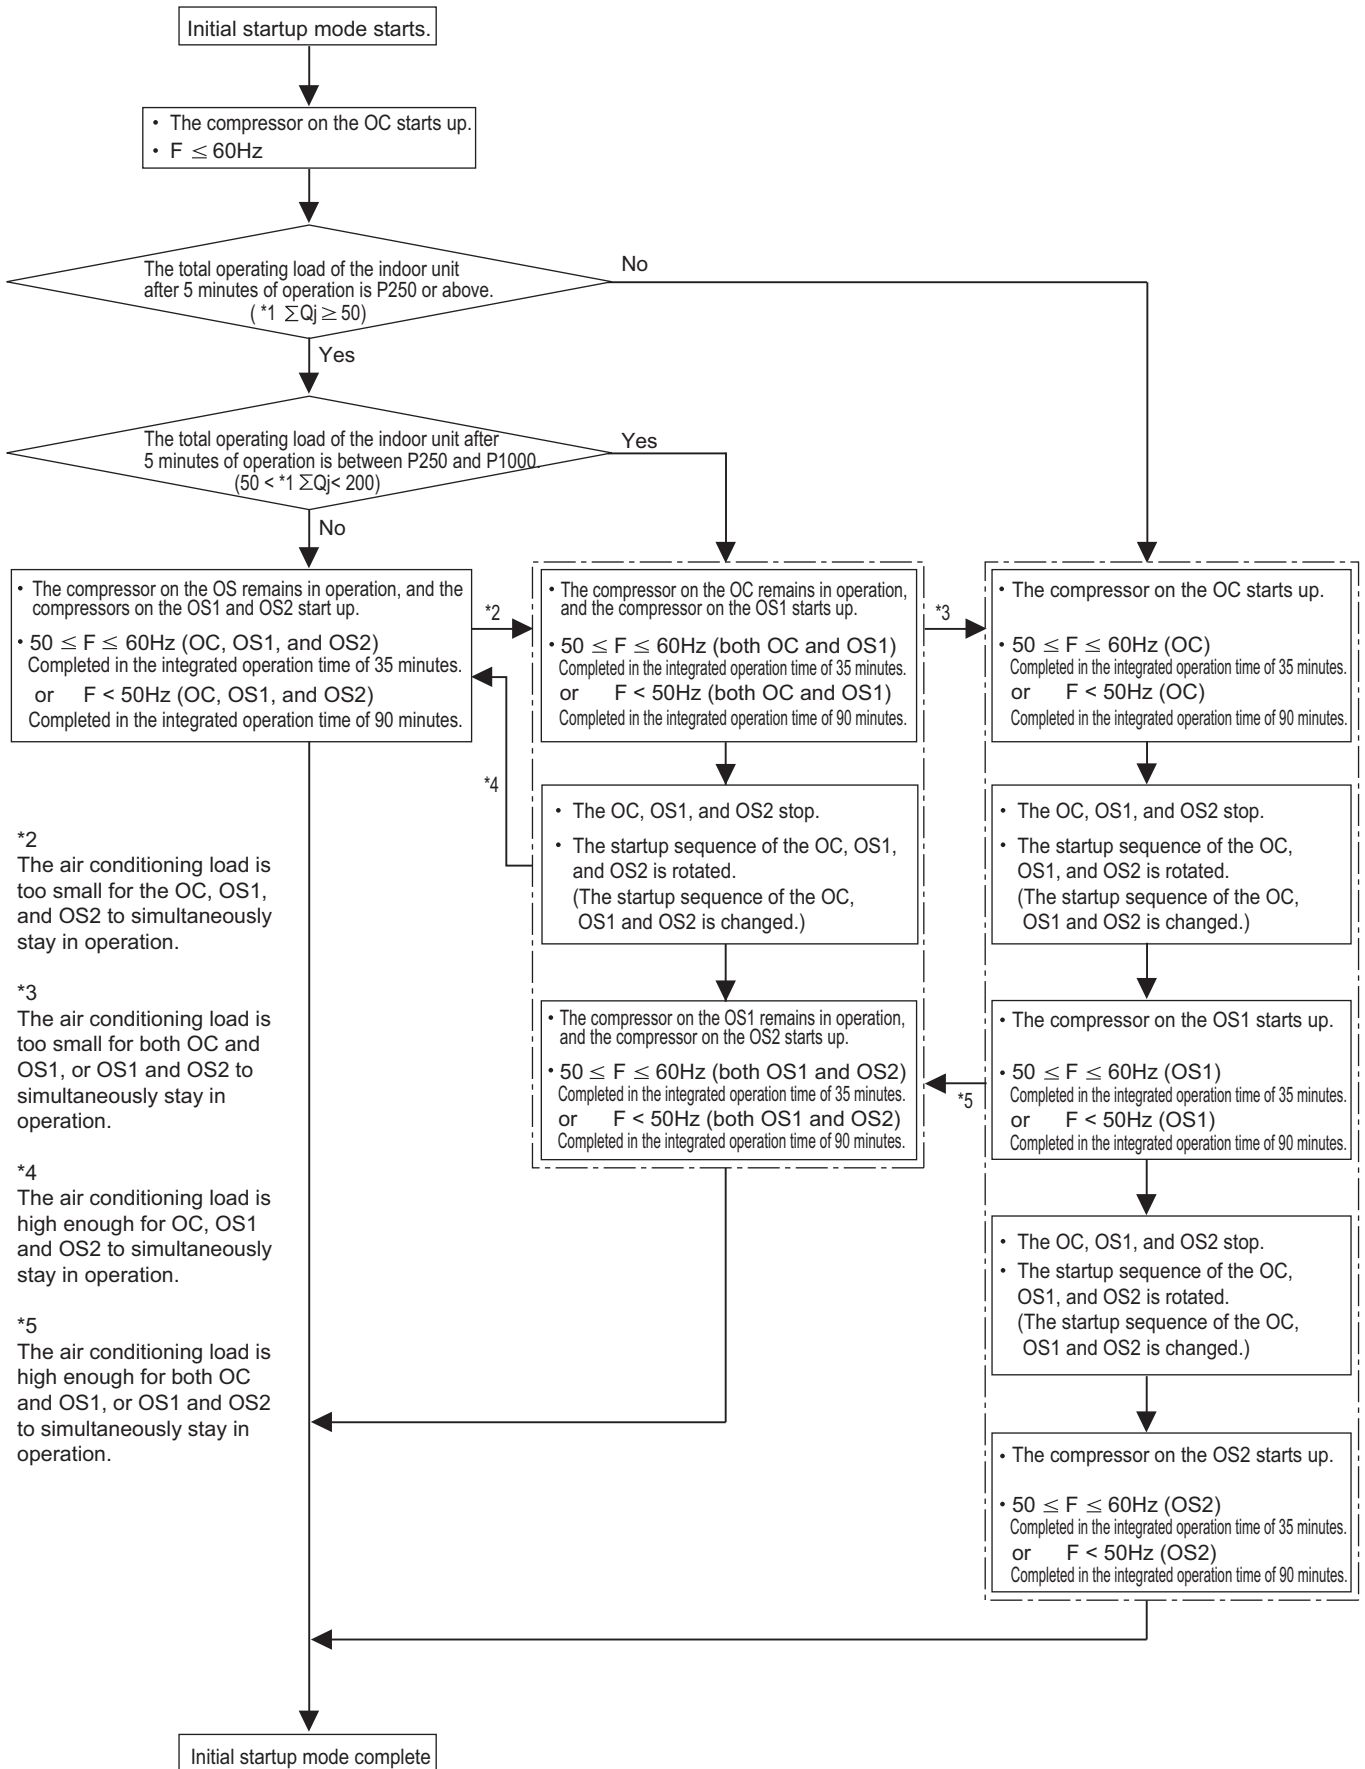 Initial startup mode starts.
• The compressor on the OC starts up.
• F ≤ 60Hz
The total operating load of the indoor unit
after 5 minutes of operation is P250 or above.
( *1 ∑Qj ≥ 50)
No
Yes
The total operating load of the indoor unit after
5 minutes of operation is between P250 and P1000.
(50 < *1 ∑Qj< 200)
Yes
No
• The compressor on the OS remains in operation, and the
compressors on the OS1 and OS2 start up.
• 50 ≤ F ≤ 60Hz (OC, OS1, and OS2)
Completed in the integrated operation time of 35 minutes.
or F < 50Hz (OC, OS1, and OS2)
Completed in the integrated operation time of 90 minutes.
*2
• The compressor on the OC remains in operation,
and the compressor on the OS1 starts up.
• 50 ≤ F ≤ 60Hz (both OC and OS1)
Completed in the integrated operation time of 35 minutes.
or F < 50Hz (both OC and OS1)
Completed in the integrated operation time of 90 minutes.
*3
• The compressor on the OC starts up.
• 50 ≤ F ≤ 60Hz (OC)
Completed in the integrated operation time of 35 minutes.
or F < 50Hz (OC)
Completed in the integrated operation time of 90 minutes.
*4
• The OC, OS1, and OS2 stop.
• The startup sequence of the OC, OS1,
and OS2 is rotated.
(The startup sequence of the OC,
OS1 and OS2 is changed.)
• The OC, OS1, and OS2 stop.
• The startup sequence of the OC,
OS1, and OS2 is rotated.
(The startup sequence of the OC,
OS1 and OS2 is changed.)
• The compressor on the OS1 remains in operation,
and the compressor on the OS2 starts up.
• 50 ≤ F ≤ 60Hz (both OS1 and OS2)
Completed in the integrated operation time of 35 minutes.
or F < 50Hz (both OS1 and OS2)
Completed in the integrated operation time of 90 minutes.
*5
• The compressor on the OS1 starts up.
• 50 ≤ F ≤ 60Hz (OS1)
Completed in the integrated operation time of 35 minutes.
or F < 50Hz (OS1)
Completed in the integrated operation time of 90 minutes.
• The OC, OS1, and OS2 stop.
• The startup sequence of the OC,
OS1, and OS2 is rotated.
(The startup sequence of the OC,
OS1 and OS2 is changed.)
• The compressor on the OS2 starts up.
• 50 ≤ F ≤ 60Hz (OS2)
Completed in the integrated operation time of 35 minutes.
or F < 50Hz (OS2)
Completed in the integrated operation time of 90 minutes.
*2
The air conditioning load is
too small for the OC, OS1,
and OS2 to simultaneously
stay in operation.
*3
The air conditioning load is
too small for both OC and
OS1, or OS1 and OS2 to
simultaneously stay in
operation.
*4
The air conditioning load is
high enough for OC, OS1
and OS2 to simultaneously
stay in operation.
*5
The air conditioning load is
high enough for both OC
and OS1, or OS1 and OS2
to simultaneously stay in
operation.
Initial startup mode complete